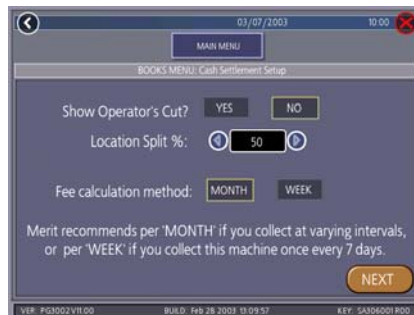 03/07/2003 10:00
MAIN MENU
BOOKS MENU: Cash Settlement Setup
Show Operator's Cut? YES NO
Location Split %: 50
Fee calculation method: MONTH WEEK
Merit recommends per 'MONTH' if you collect at varying intervals,
or per 'WEEK' if you collect this machine once every 7 days.
NEXT
VER: PG3002 V11.00 BUILD: Feb 28 2003 13:09:57 KEY: SA306001 R00